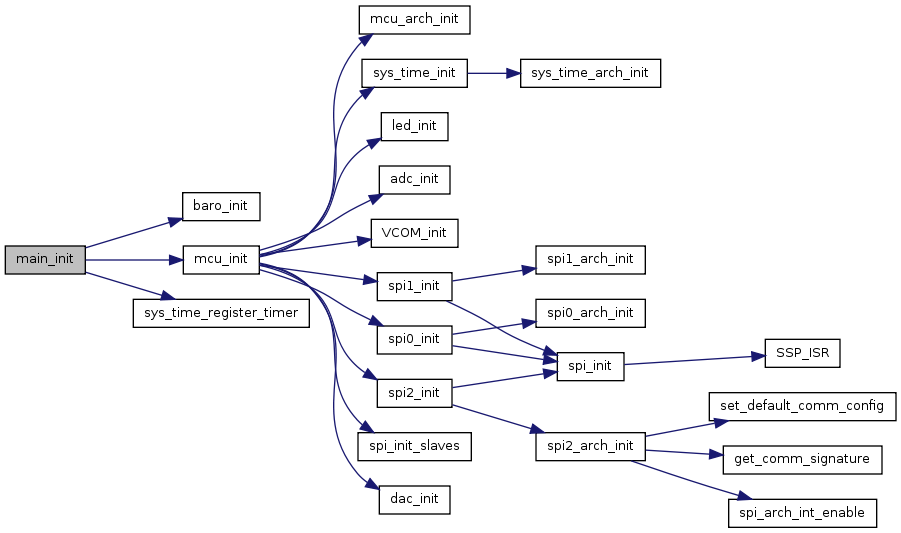 mcu_arch_init
sys_time_init
sys_time_arch_init
led_init
adc_init
baro_init
VCOM_init
main_init
mcu_init
spi1_arch_init
spi1_init
sys_time_register_timer
spi0_arch_init
spi0_init
SSP_ISR
spi_init
spi2_init
set_default_comm_config
spi_init_slaves
spi2_arch_init
get_comm_signature
dac_init
spi_arch_int_enable